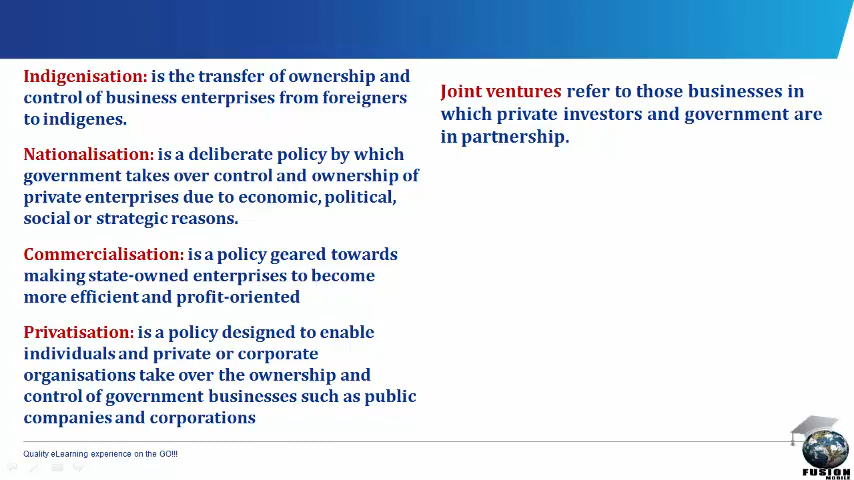 Indigenisation: is the transfer of ownership and
control of business enterprises from foreigners
to indigenes.
Nationalisation: is a deliberate policy by which
government takes over control and ownership of
private enterprises due to economic, political,
social or strategic reasons.
Commercialisation: is a policy geared towards
making state-owned enterprises to become
more efficient and profit-oriented
Privatisation: is a policy designed to enable
individuals and private or corporate
organisations take over the ownership and
control of government businesses such as public
companies and corporations
Joint ventures refer to those businesses in
which private investors and government are
in partnership.
Quality eLearning experience on the GO!!!
FUSION
MOBILE